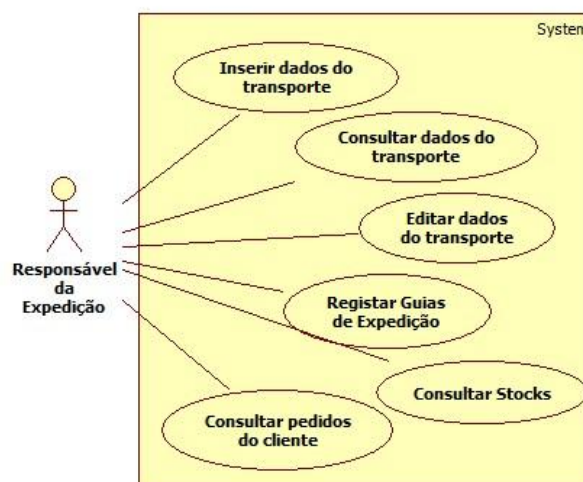 System
Inserir dados do
transporte
Consultar dados do
transporte
Editar dados
do transporte
Responsável
da
Expedição
Registar Guias
de Expedição
Consultar Stocks
Consultar pedidos
do cliente